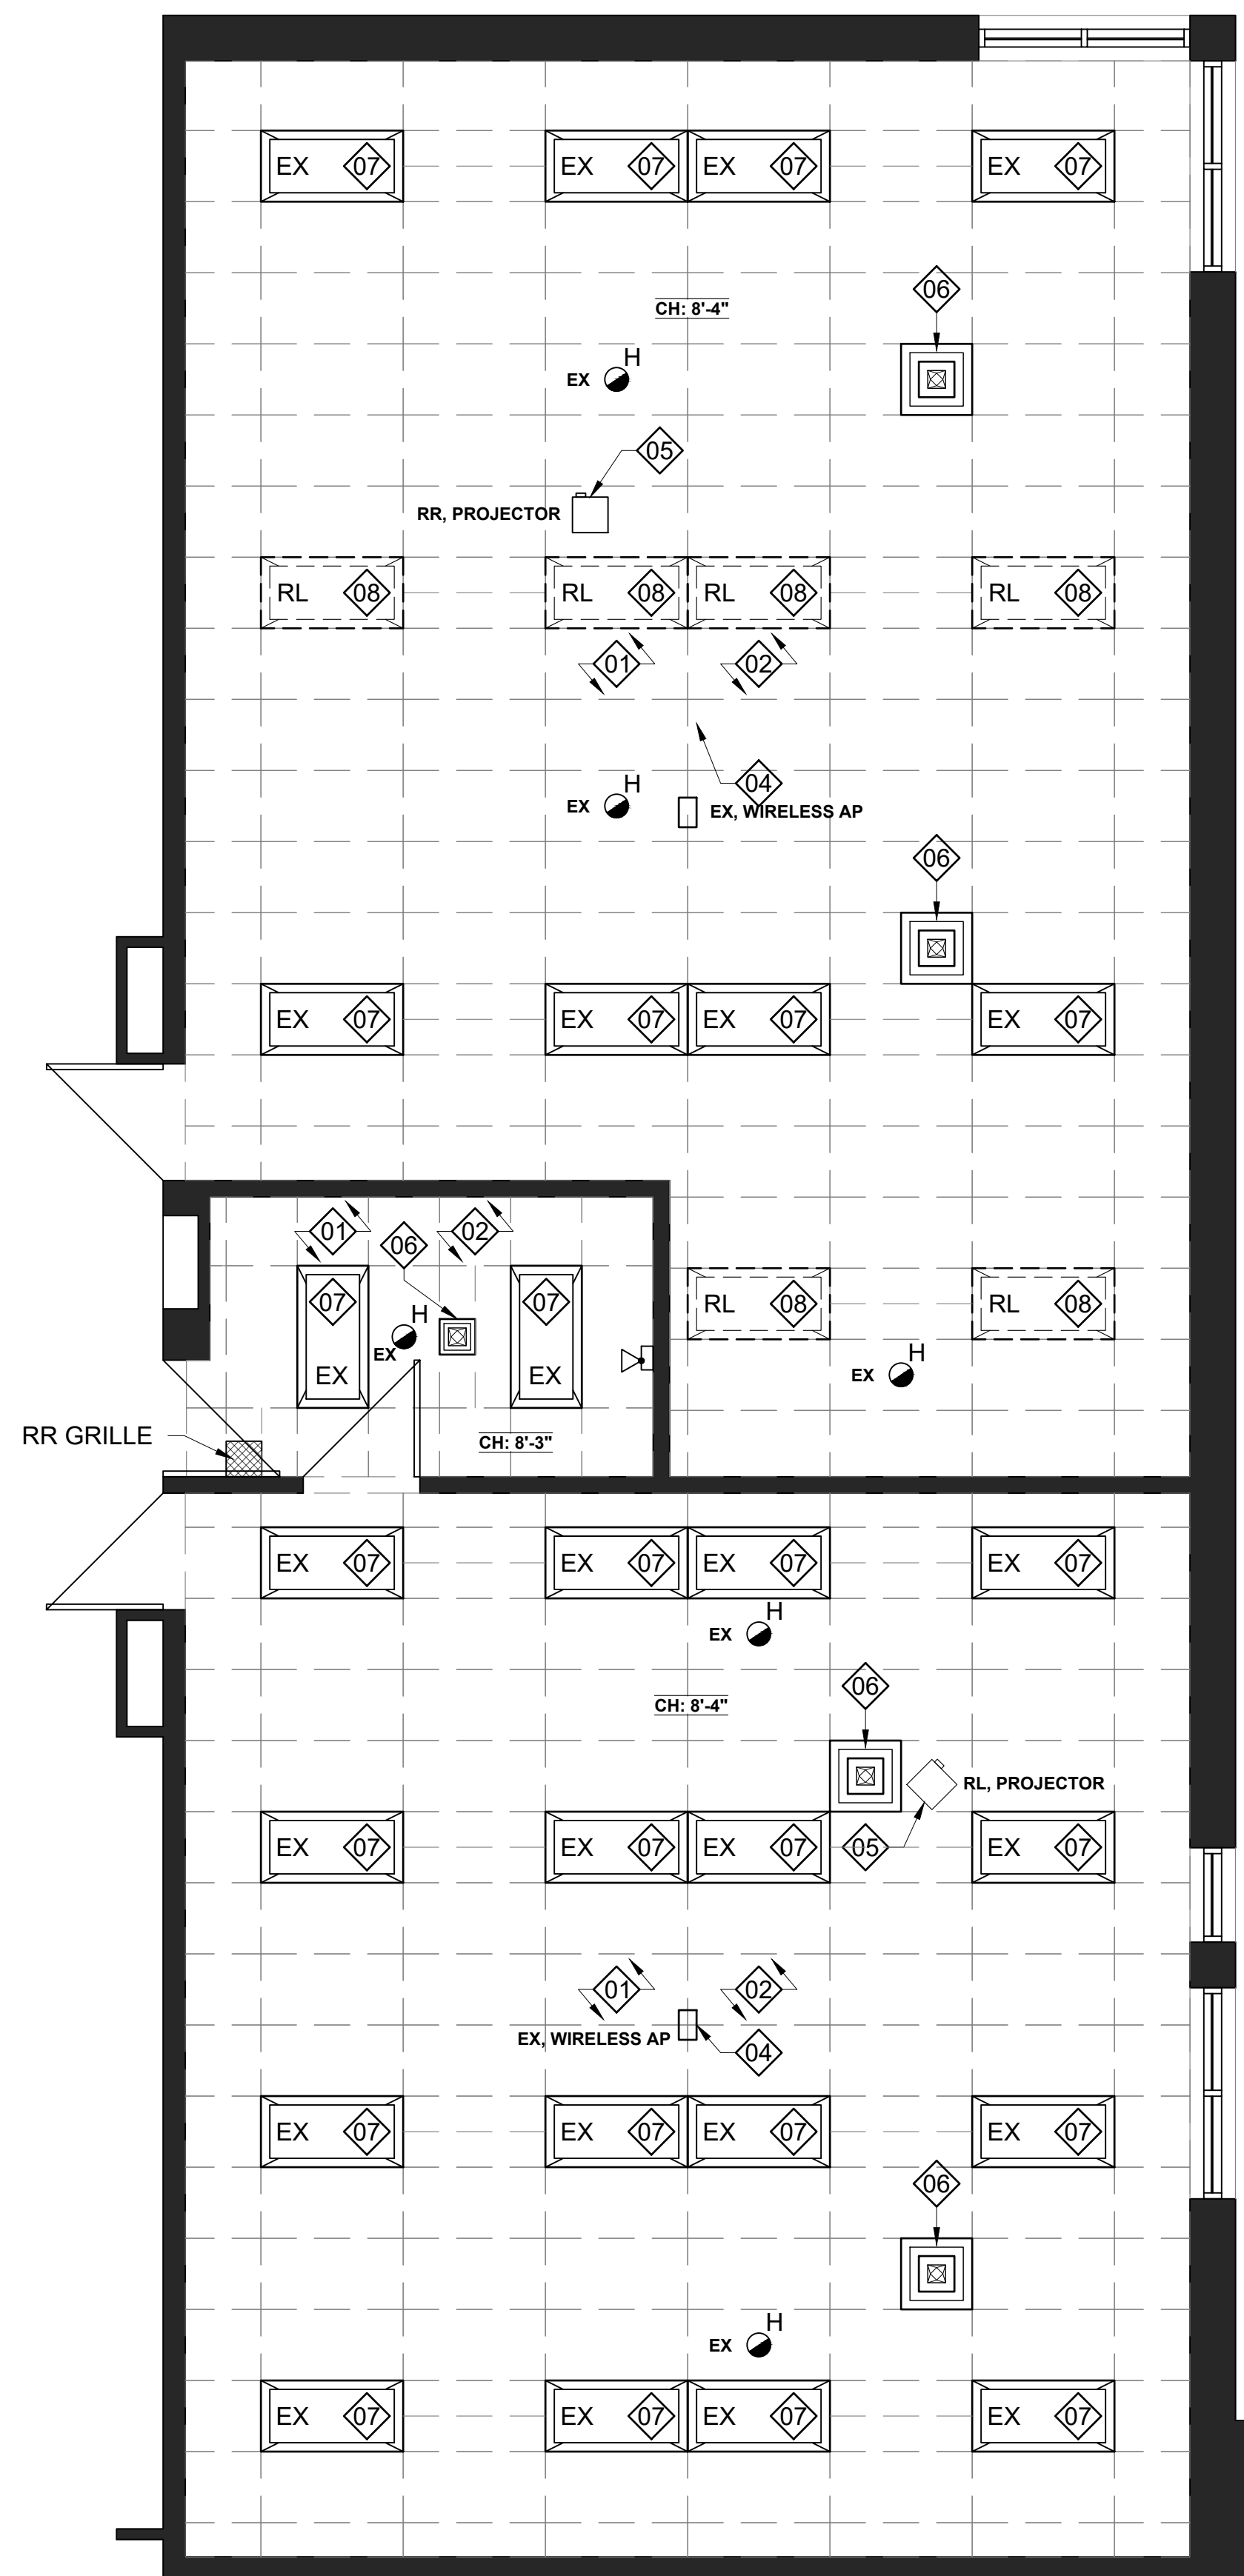 EX 07 EX 07 EX 07 EX 07
06
CH: 8'-4"
H
EX
05
RR, PROJECTOR
RL 08 RL 08 RL 08 RL 08
01 02
04
H
EX
EX, WIRELESS AP
06
EX 07 EX 07 EX 07 EX 07
01 06 02
07 07
H
EX
EX EX
RL 08 RL 08
H
EX
RR GRILLE
CH: 8'-3"
EX 07 EX 07 EX 07 EX 07
H
EX
06
CH: 8'-4"
RL, PROJECTOR
EX 07 EX 07 EX 07 05 EX 07
01 02
EX, WIRELESS AP
04
EX 07 EX 07 EX 07 EX 07
06
H
EX
EX 07 EX 07 EX 07 EX 07